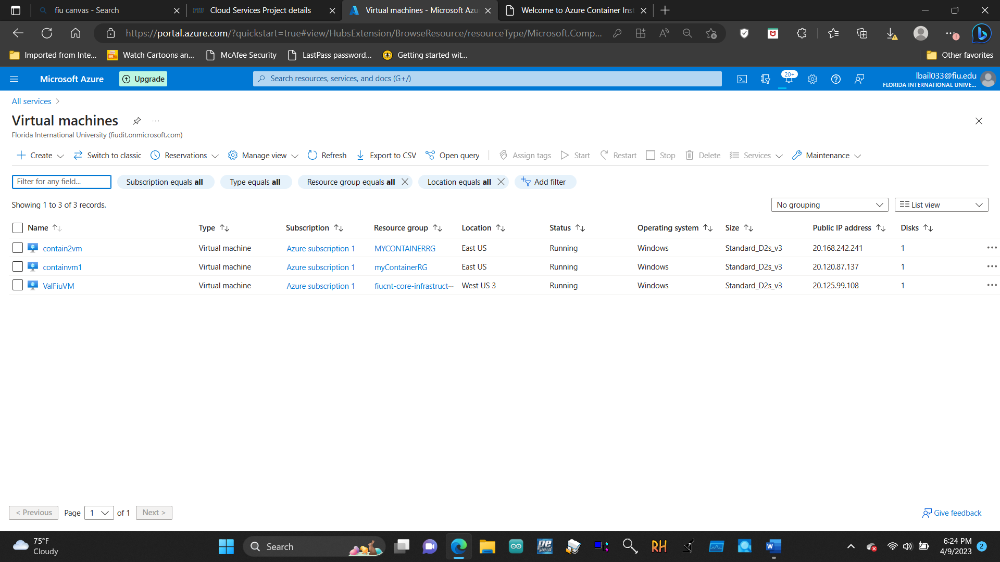 fiu canvas - Search
FIU Cloud Services Project details
Virtual machines - Microsoft Azu
Welcome to Azure Container Inst
https://portal.azure.com/?quickstart=true#view/HubsExtension/BrowseResource/resourceType/Microsoft.Comp...
Imported from Inte...
Watch Cartoons an...
McAfee Security
LastPass password...
Getting started wit...
Other favorites
Microsoft Azure
Upgrade
Search resources, services, and docs (G+/)
20+
lbail033@fiu.edu
FLORIDA INTERNATIONAL UNIVE...
All services >
Virtual machines ...
Florida International University (fiudit.onmicrosoft.com)
Create Switch to classic Reservations Manage view Refresh Export to CSV Open query Assign tags Start Restart Stop Delete Services Maintenance
Filter for any field... Subscription equals all Type equals all Resource group equals all Location equals all Add filter
Showing 1 to 3 of 3 records.
No grouping List view
Name Type Subscription Resource group Location Status Operating system Size Public IP address Disks
contain2vm Virtual machine Azure subscription 1 MYCONTAINERRG East US Running Windows Standard_D2s_v3 20.168.242.241 1 ...
containvm1 Virtual machine Azure subscription 1 myContainerRG East US Running Windows Standard_D2s_v3 20.120.87.137 1 ...
ValFiuVM Virtual machine Azure subscription 1 fiucnt-core-infrastruct... West US 3 Running Windows Standard_D2s_v3 20.125.99.108 1 ...
< Previous Page 1 of 1 Next >
Give feedback
75°F
Cloudy
Search
RH
6:24 PM
4/9/2023
2